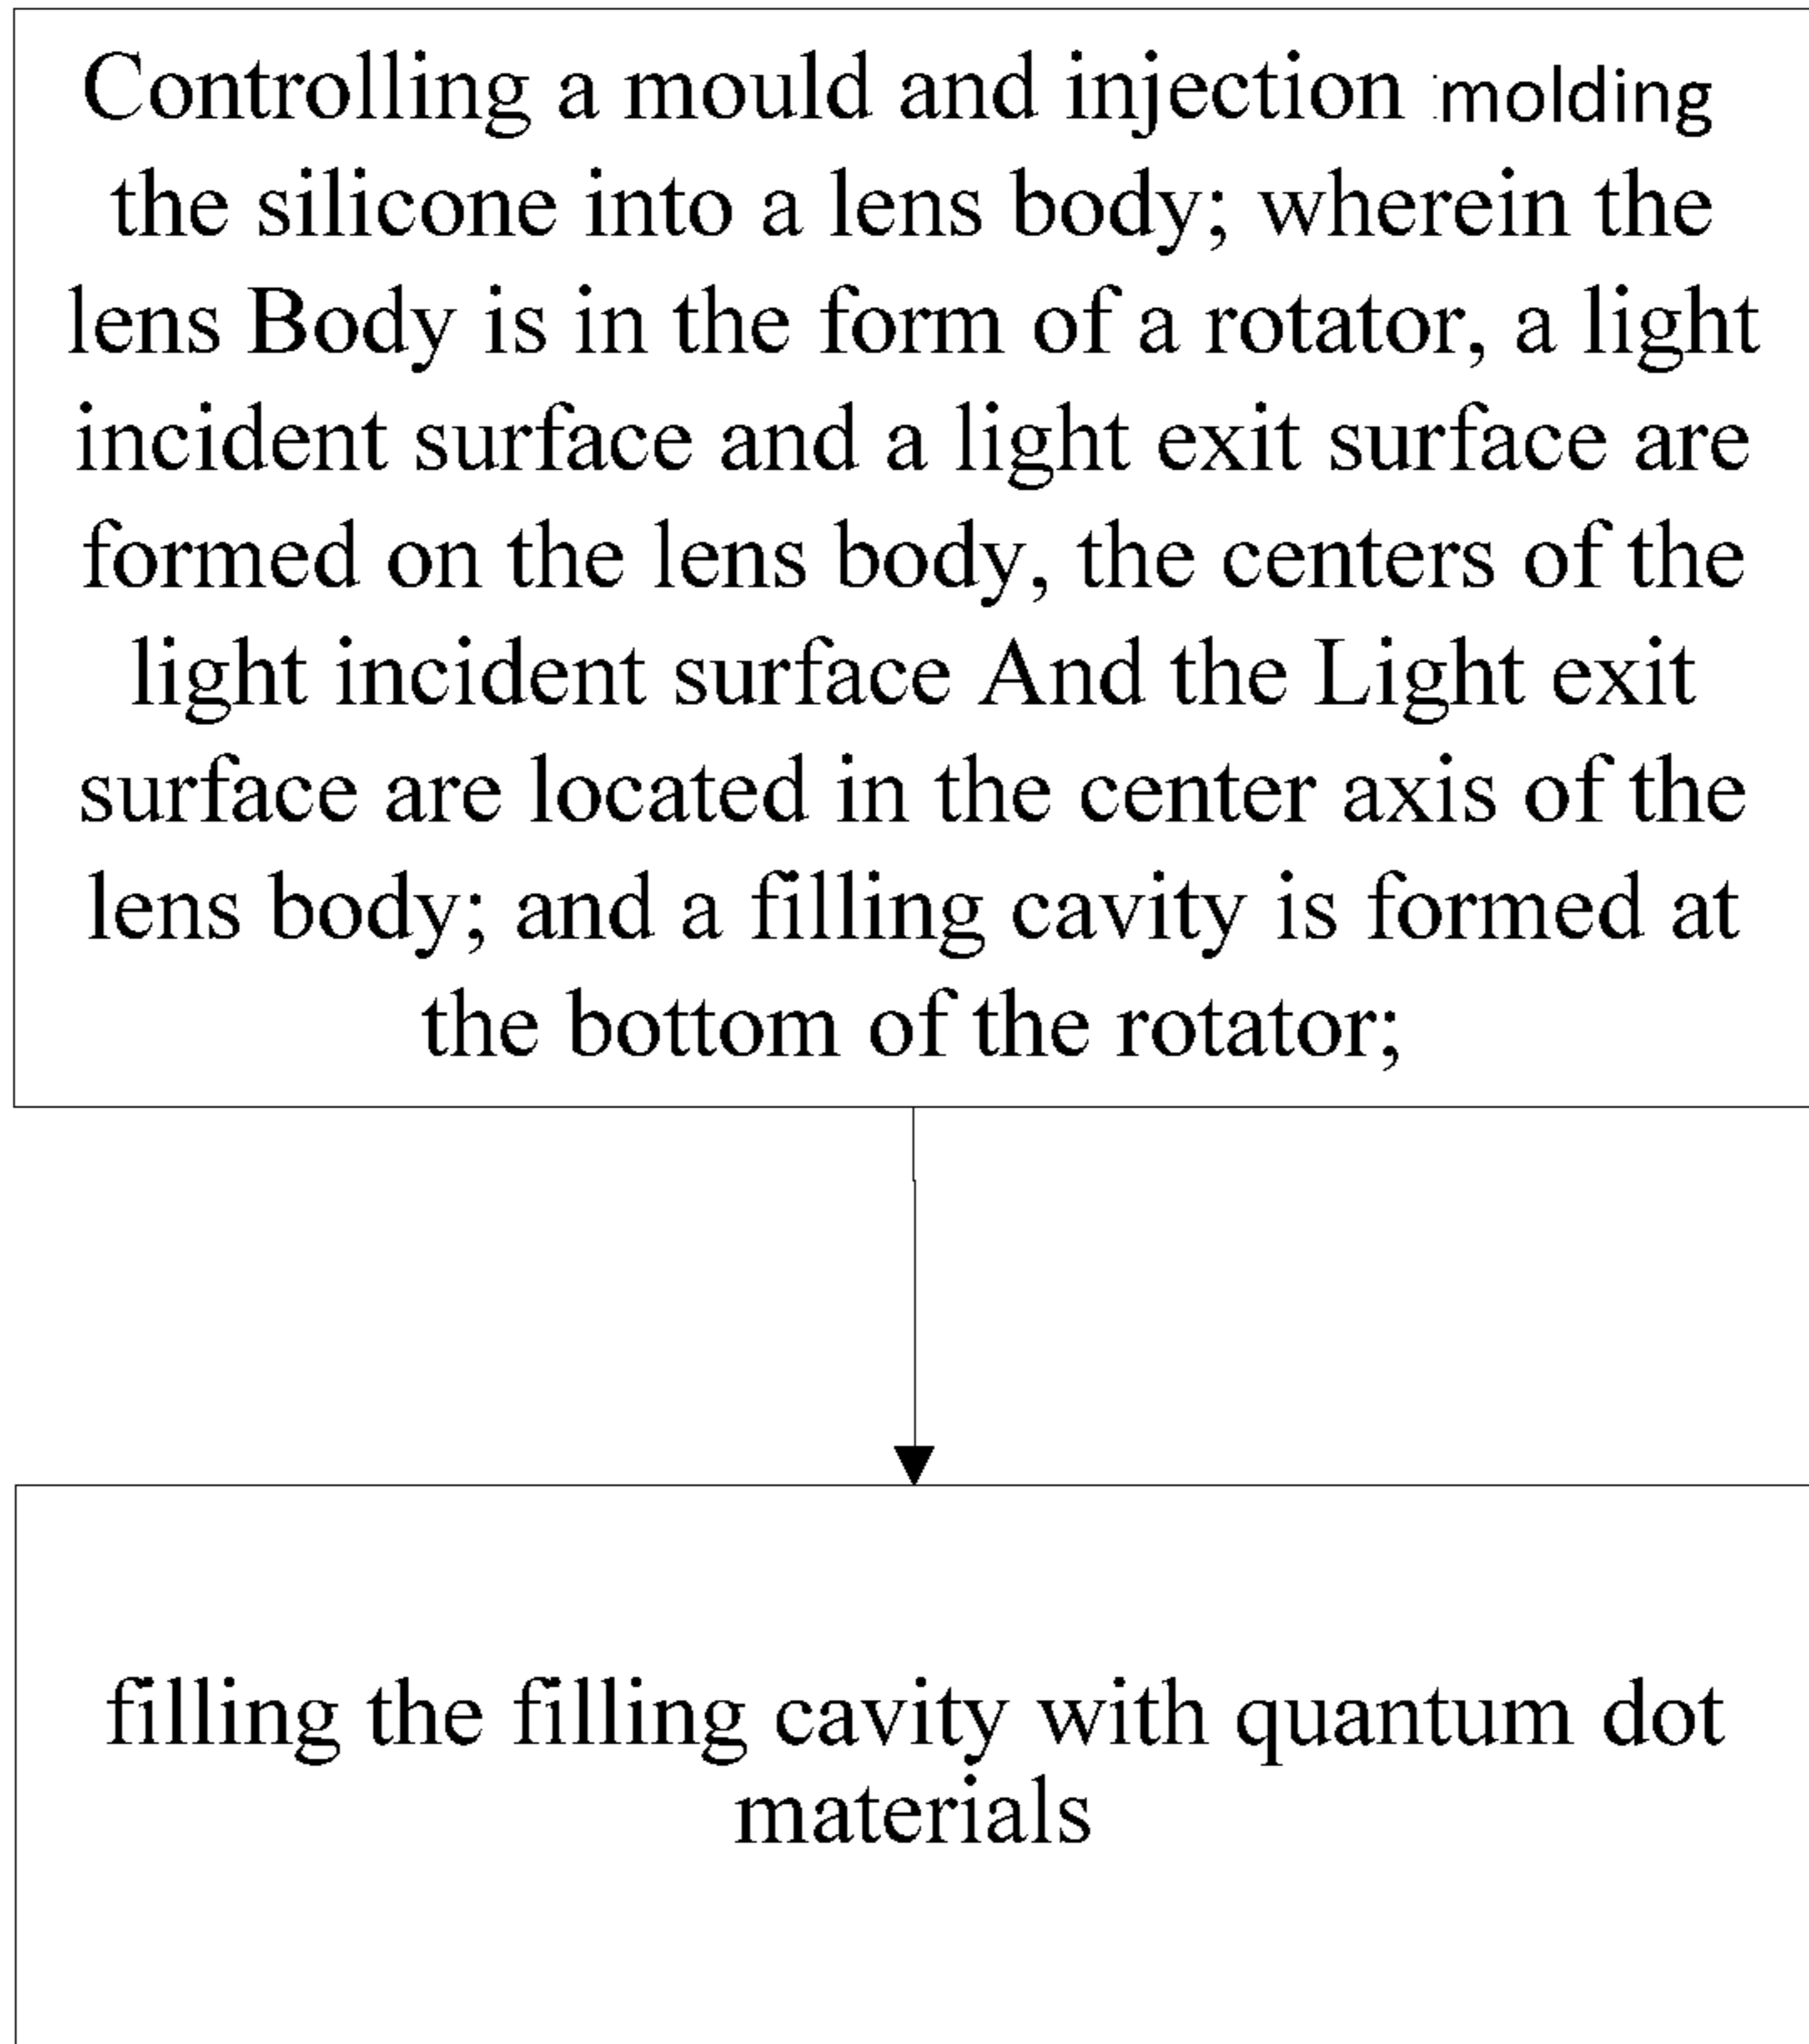 Controlling a mould and injection molding
the silicone into a lens body; wherein the
lens Body is in the form of a rotator, a light
incident surface and a light exit surface are
formed on the lens body, the centers of the
light incident surface And the Light exit
surface are located in the center axis of the
lens body; and a filling cavity is formed at
the bottom of the rotator;
filling the filling cavity with quantum dot
materials